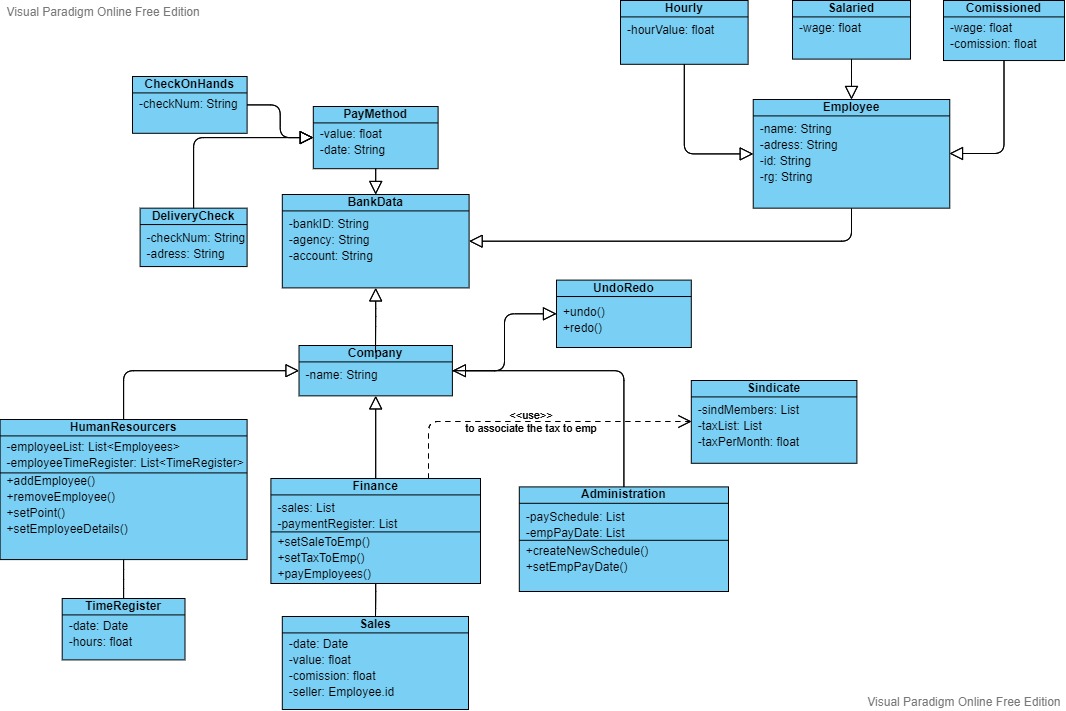 Visual Paradigm Online Free Edition
Hourly
-hourValue: float
Salaried
-wage: float
Comissioned
-wage: float
-comission: float
CheckOnHands
-checkNum: String
PayMethod
-value: float
-date: String
Employee
-name: String
-adress: String
-id: String
-rg: String
DeliveryCheck
-checkNum: String
-adress: String
BankData
-bankID: String
-agency: String
-account: String
UndoRedo
+undo()
+redo()
Company
-name: String
Sindicate
-sindMembers: List
-taxList: List
-taxPerMonth: float
<<use>>
to associate the tax to emp
HumanResourcers
-employeeList: List<Employees>
-employeeTimeRegister: List<TimeRegister>
+addEmployee()
+removeEmployee()
+setPoint()
+setEmployeeDetails()
Finance
-sales: List
-paymentRegister: List
+setSaleToEmp()
+setTaxToEmp()
+payEmployees()
Administration
-paySchedule: List
-empPayDate: List
+createNewSchedule()
+setEmpPayDate()
TimeRegister
-date: Date
-hours: float
Sales
-date: Date
-value: float
-comission: float
-seller: Employee.id
Visual Paradigm Online Free Edition